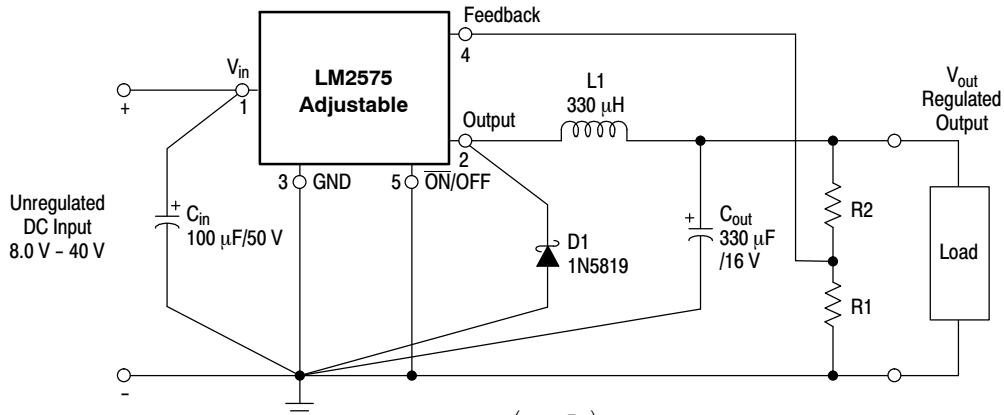 Feedback
4
V_in
1
LM2575
Adjustable
L1
330 μH
V_out
Regulated
Output
+
Output
2
3 GND
5 O̅N̅/OFF
Unregulated
DC Input
8.0 V – 40 V
+
C_in
100 μF/50 V
D1
1N5819
+
C_out
330 μF
/16 V
R2
R1
Load
-